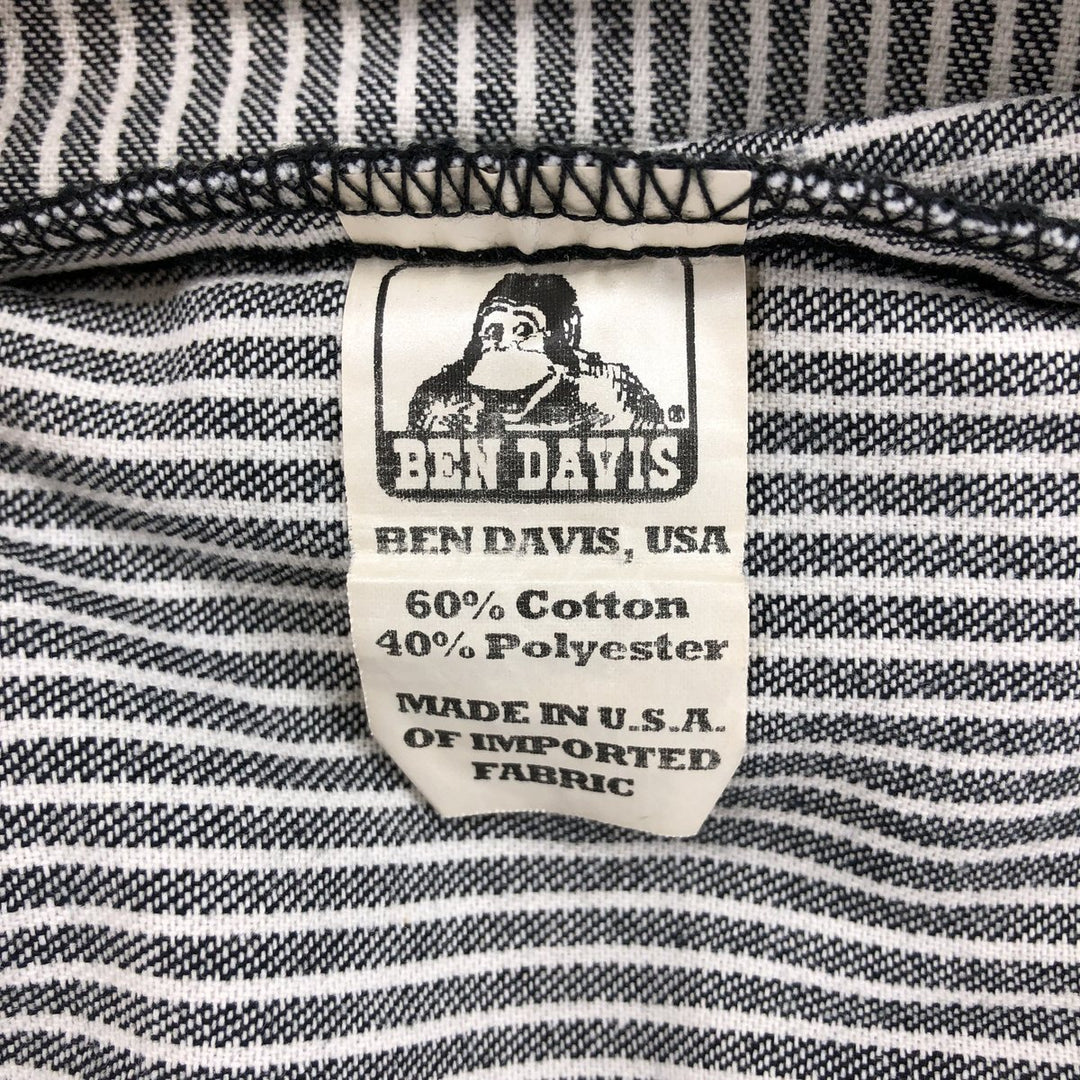 ®
BEN DAVIS
BEN DAVIS, USA
60% Cotton
40% Polyester
MADE IN U.S.A.
OF IMPORTED
FABRIC